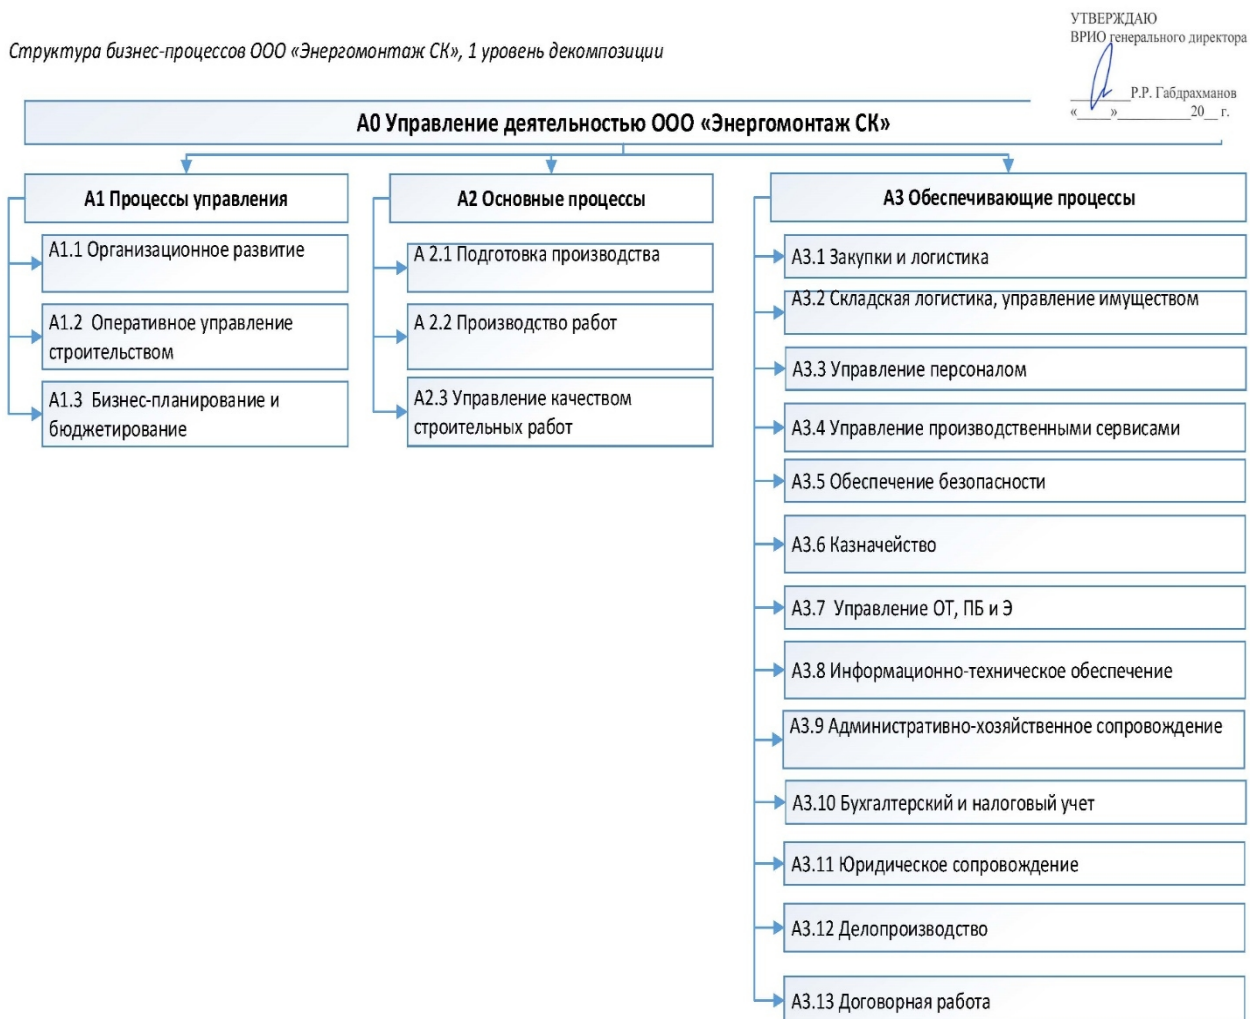 УТВЕРЖДАЮ
ВРИО генерального директора
Р.Р. Габдрахманов
«_____»___________20__ г.
Структура бизнес-процессов ООО «Энергомонтаж СК», 1 уровень декомпозиции
А0 Управление деятельностью ООО «Энергомонтаж СК»
А1 Процессы управления
А1.1 Организационное развитие
А1.2 Оперативное управление
строительством
А1.3 Бизнес-планирование и
бюджетирование
А2 Основные процессы
А 2.1 Подготовка производства
А 2.2 Производство работ
А2.3 Управление качеством
строительных работ
А3 Обеспечивающие процессы
А3.1 Закупки и логистика
А3.2 Складская логистика, управление имуществом
А3.3 Управление персоналом
А3.4 Управление производственными сервисами
А3.5 Обеспечение безопасности
А3.6 Казначейство
А3.7 Управление ОТ, ПБ и Э
А3.8 Информационно-техническое обеспечение
А3.9 Административно-хозяйственное сопровождение
А3.10 Бухгалтерский и налоговый учет
А3.11 Юридическое сопровождение
А3.12 Делопроизводство
А3.13 Договорная работа